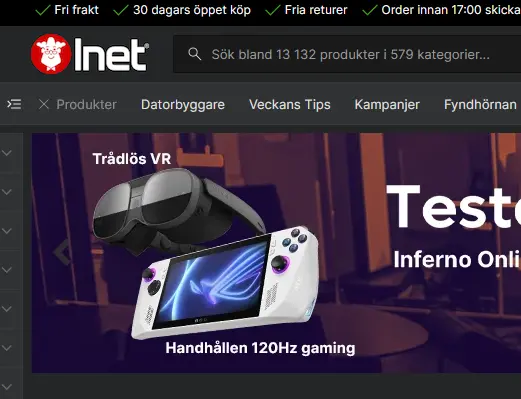 Fri frakt 30 dagars öppet köp Fria returer Order innan 17:00 skicka
Inet
Sök bland 13 132 produkter i 579 kategorier...
Produkter Datorbyggare Veckans Tips Kampanjer Fyndhörnan
Trådlös VR
Teste
Inferno Onli
Handhållen 120Hz gaming